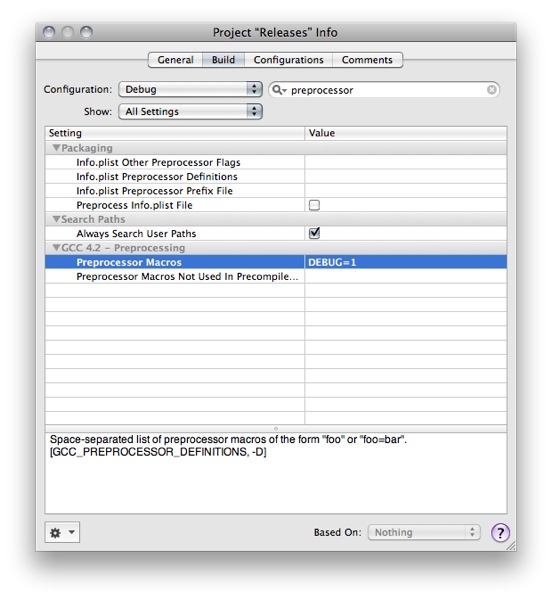 Project “Releases” Info
General Build Configurations Comments
Configuration: Debug preprocessor
Show: All Settings
Setting Value
Packaging
Info.plist Other Preprocessor Flags
Info.plist Preprocessor Definitions
Info.plist Preprocessor Prefix File
Preprocess Info.plist File
Search Paths
Always Search User Paths
GCC 4.2 – Preprocessing
Preprocessor Macros DEBUG=1
Preprocessor Macros Not Used In Precompile...
Space-separated list of preprocessor macros of the form "foo" or "foo=bar".
[GCC_PREPROCESSOR_DEFINITIONS, -D]
Based On: Nothing ?